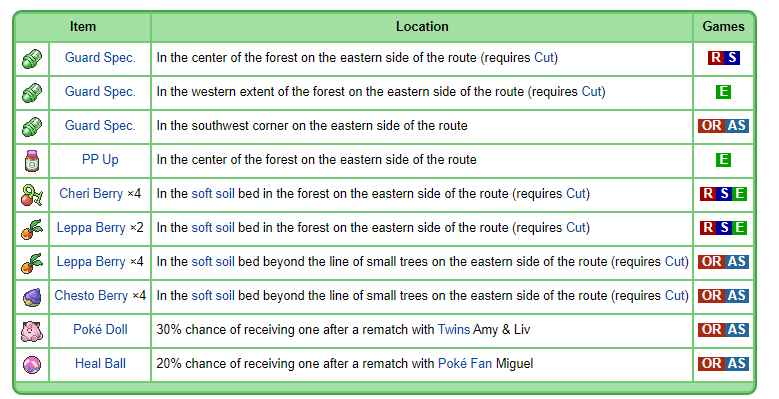 Item Location Games
Guard Spec. In the center of the forest on the eastern side of the route (requires Cut) R S
Guard Spec. In the western extent of the forest on the eastern side of the route (requires Cut) E
Guard Spec. In the southwest corner on the eastern side of the route OR AS
PP Up In the center of the forest on the eastern side of the route E
Cheri Berry ×4 In the soft soil bed in the forest on the eastern side of the route (requires Cut) R S E
Leppa Berry ×2 In the soft soil bed in the forest on the eastern side of the route (requires Cut) R S E
Leppa Berry ×4 In the soft soil bed beyond the line of small trees on the eastern side of the route (requires Cut) OR AS
Chesto Berry ×4 In the soft soil bed beyond the line of small trees on the eastern side of the route (requires Cut) OR AS
Poké Doll 30% chance of receiving one after a rematch with Twins Amy & Liv OR AS
Heal Ball 20% chance of receiving one after a rematch with Poké Fan Miguel OR AS